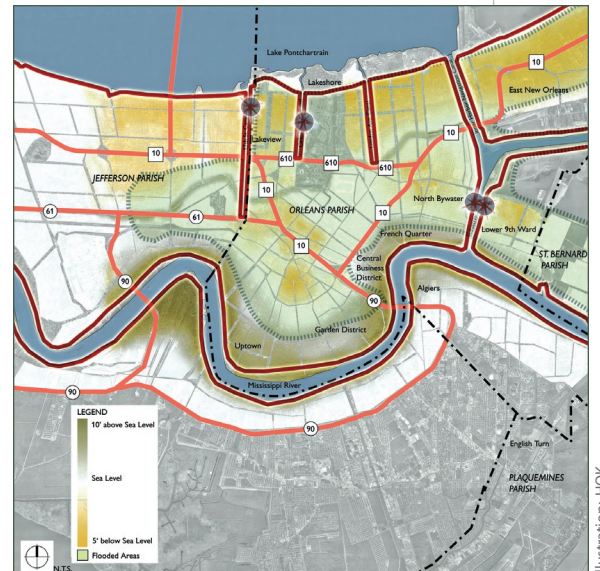 Lake Pontchartrain
Lakeshore
10
East New Orleans
Lakeview
10
10
610
610
610
JEFFERSON PARISH
10
North Bywater
61
61
ORLEANS PARISH
10
Lower 9th Ward
French Quarter
10
ST. BERNARD
PARISH
Central
Business
District
90
Algiers
90
Garden District
Uptown
Mississippi River
90
90
LEGEND
10' above Sea Level
Sea Level
5' below Sea Level
Flooded Areas
English Turn
PLAQUEMINES
PARISH
N.T.S.
Illustration: HOK